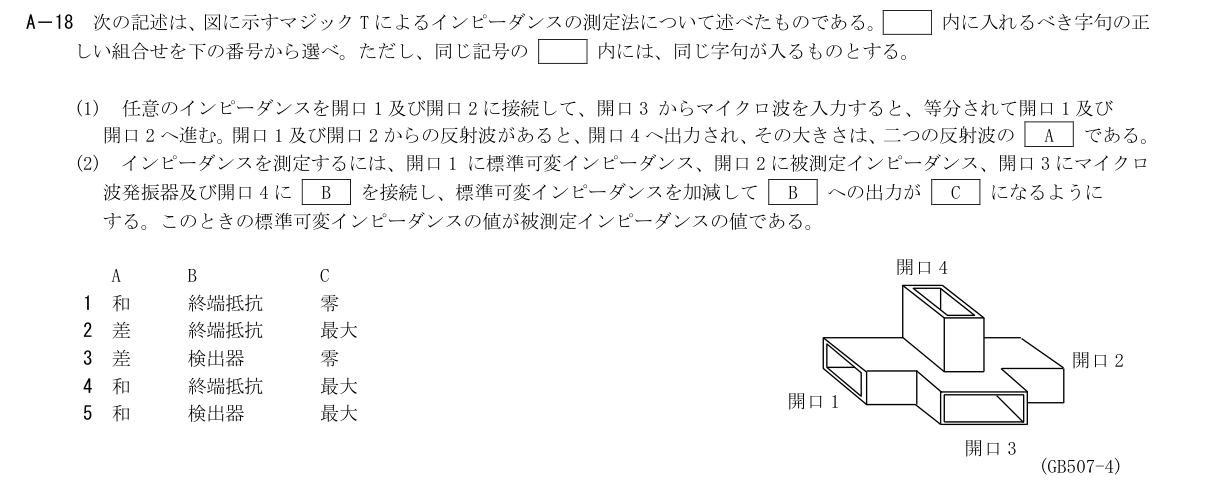 A－18　次の記述は、図に示すマジックTによるインピーダンスの測定法について述べたものである。　　　内に入れるべき字句の正
しい組合せを下の番号から選べ。ただし、同じ記号の　　　内には、同じ字句が入るものとする。
(1)　任意のインピーダンスを開口1及び開口2に接続して、開口3 からマイクロ波を入力すると、等分されて開口1及び
開口2へ進む。開口1及び開口2からの反射波があると、開口4へ出力され、その大きさは、二つの反射波の A である。
(2)　インピーダンスを測定するには、開口1 に標準可変インピーダンス、開口2に被測定インピーダンス、開口3にマイクロ
波発振器及び開口4に B を接続し、標準可変インピーダンスを加減して B への出力が C になるように
する。このときの標準可変インピーダンスの値が被測定インピーダンスの値である。
A　B　C
1　和　終端抵抗　零
2　差　終端抵抗　最大
3　差　検出器　零
4　和　終端抵抗　最大
5　和　検出器　最大
開口4
開口2
開口1
開口3
(GB507-4)